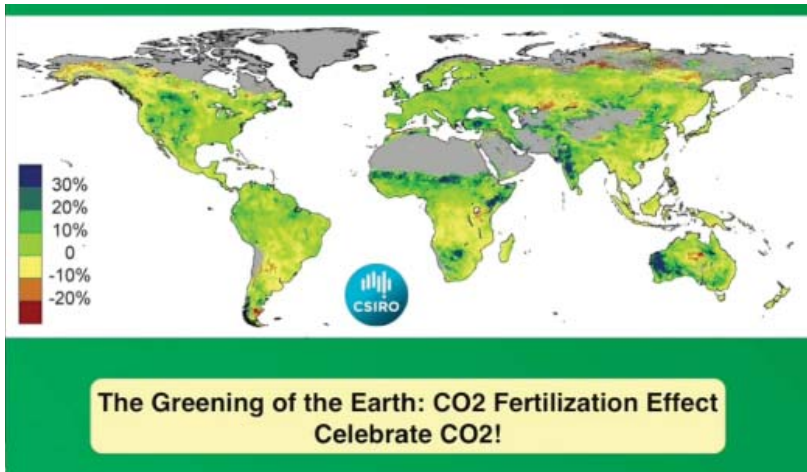 30%
20%
10%
0
-10%
-20%
CSIRO
The Greening of the Earth: CO2 Fertilization Effect
Celebrate CO2!